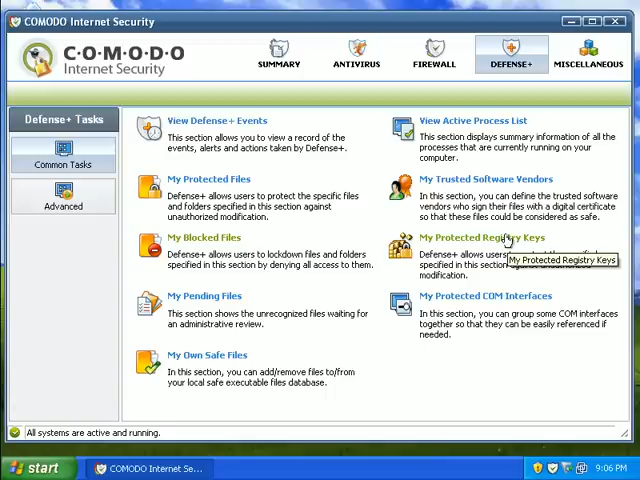 COMODO Internet Security
C·O·M·O·D·O
Internet Security
SUMMARY
ANTIVIRUS
FIREWALL
DEFENSE+
MISCELLANEOUS
Defense+ Tasks
Common Tasks
Advanced
View Defense+ Events
This section allows you to view a record of the
events, alerts and actions taken by Defense+.
My Protected Files
Defense+ allows users to protect the specific files
and folders specified in this section against
unauthorized modification.
My Blocked Files
Defense+ allows users to lockdown files and folders
specified in this section by denying all access to them.
My Pending Files
This section shows the unrecognized files waiting for
an administrative review.
My Own Safe Files
In this section, you can add/remove files to/from
your local safe executable files database.
View Active Process List
This section displays summary information of all the
processes that are currently running on your
computer.
My Trusted Software Vendors
In this section, you can define the trusted software
vendors who sign their files with a digital certificate
so that these files could be considered as safe.
My Protected Registry Keys
Defense+ allows users
specified in this section against unauthorized
modification.
My Protected Registry Keys
My Protected COM Interfaces
In this section, you can group some COM interfaces
together so that they can be easily referenced if
needed.
All systems are active and running.
start
COMODO Internet Se...
9:06 PM